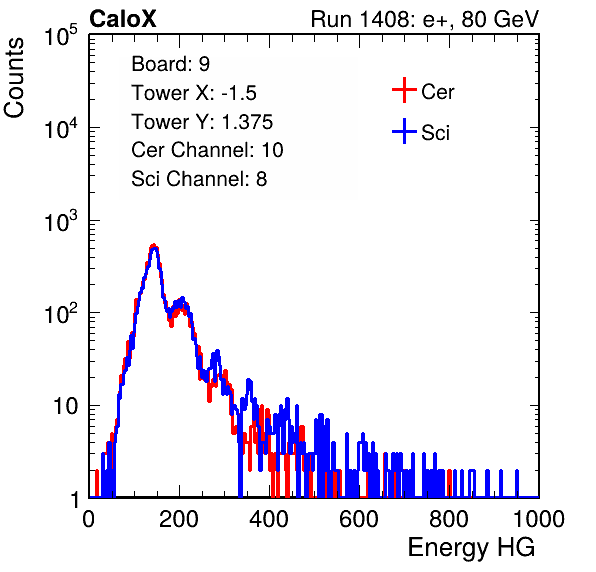 CaloX Run 1408: e+, 80 GeV
Counts
Board: 9
Tower X: -1.5
Tower Y: 1.375
Cer Channel: 10
Sci Channel: 8
Cer
Sci
10^5
10^4
10^3
10^2
10
1
0 200 400 600 800 1000
Energy HG